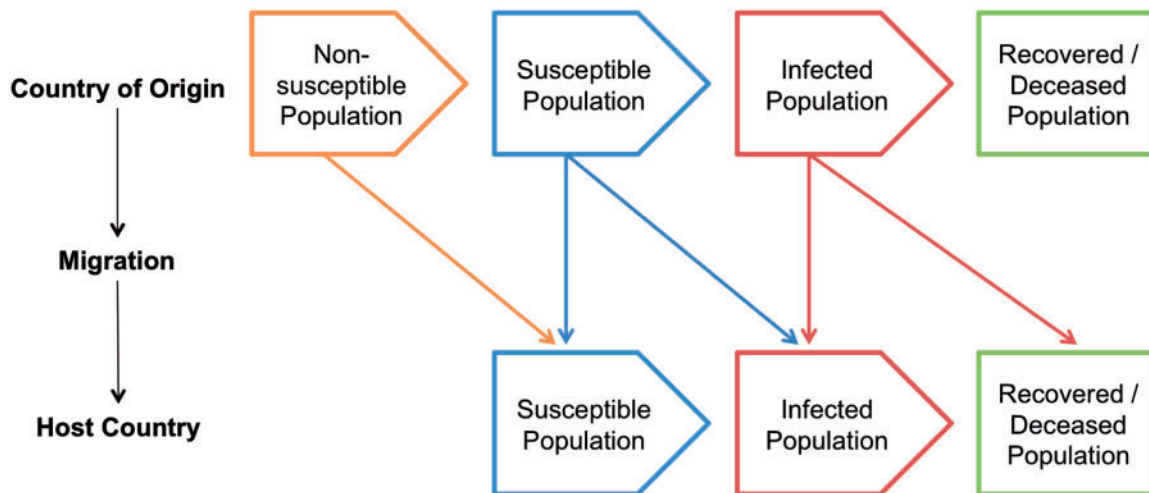 Country of Origin
Non-
susceptible
Population
Susceptible
Population
Infected
Population
Recovered /
Deceased
Population
Migration
Host Country
Susceptible
Population
Infected
Population
Recovered /
Deceased
Population